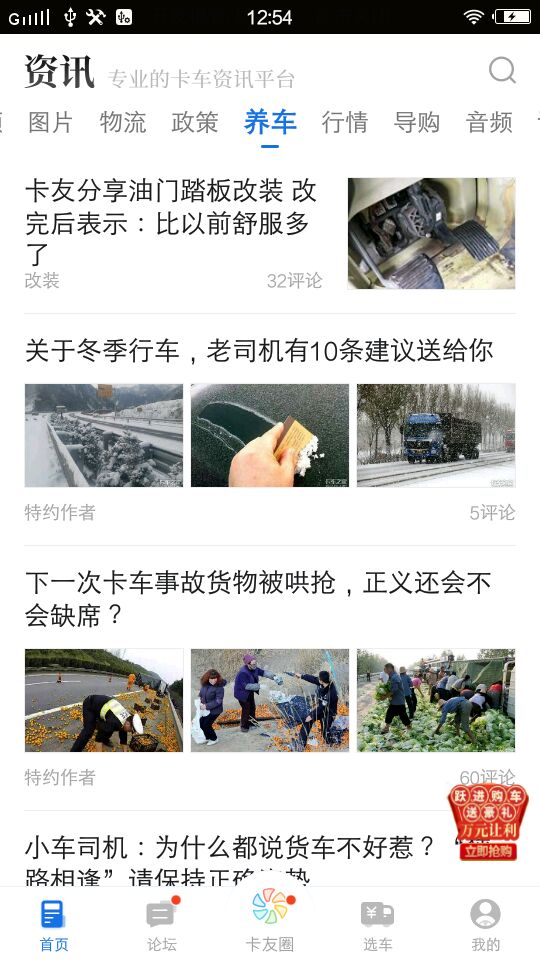 12:54
资讯 专业的卡车资讯平台
图片 物流 政策 养车 行情 导购 音频
卡友分享油门踏板改装 改
完后表示：比以前舒服多
了
改装 32评论
关于冬季行车，老司机有10条建议送给你
特约作者 5评论
下一次卡车事故货物被哄抢，正义还会不
会缺席？
特约作者 60评论
跃进购车
送豪礼
万元让利
立即抢购
小车司机：为什么都说货车不好惹？
路相逢”请保持正确
首页 论坛 卡友圈 选车 我的